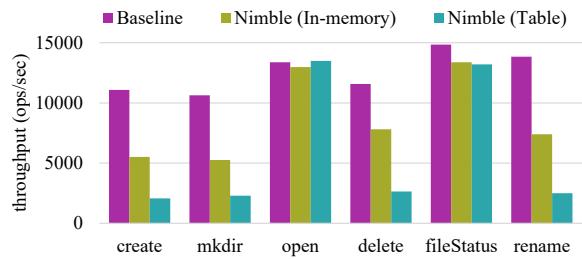 Baseline Nimble (In-memory) Nimble (Table)
throughput (ops/sec)
15000
10000
5000
0
create mkdir open delete fileStatus rename